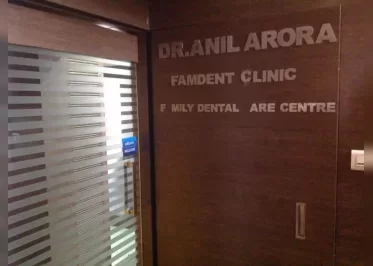 DR.ANIL ARORA
FAMDENT CLINIC
F MILY DENTAL ARE CENTRE